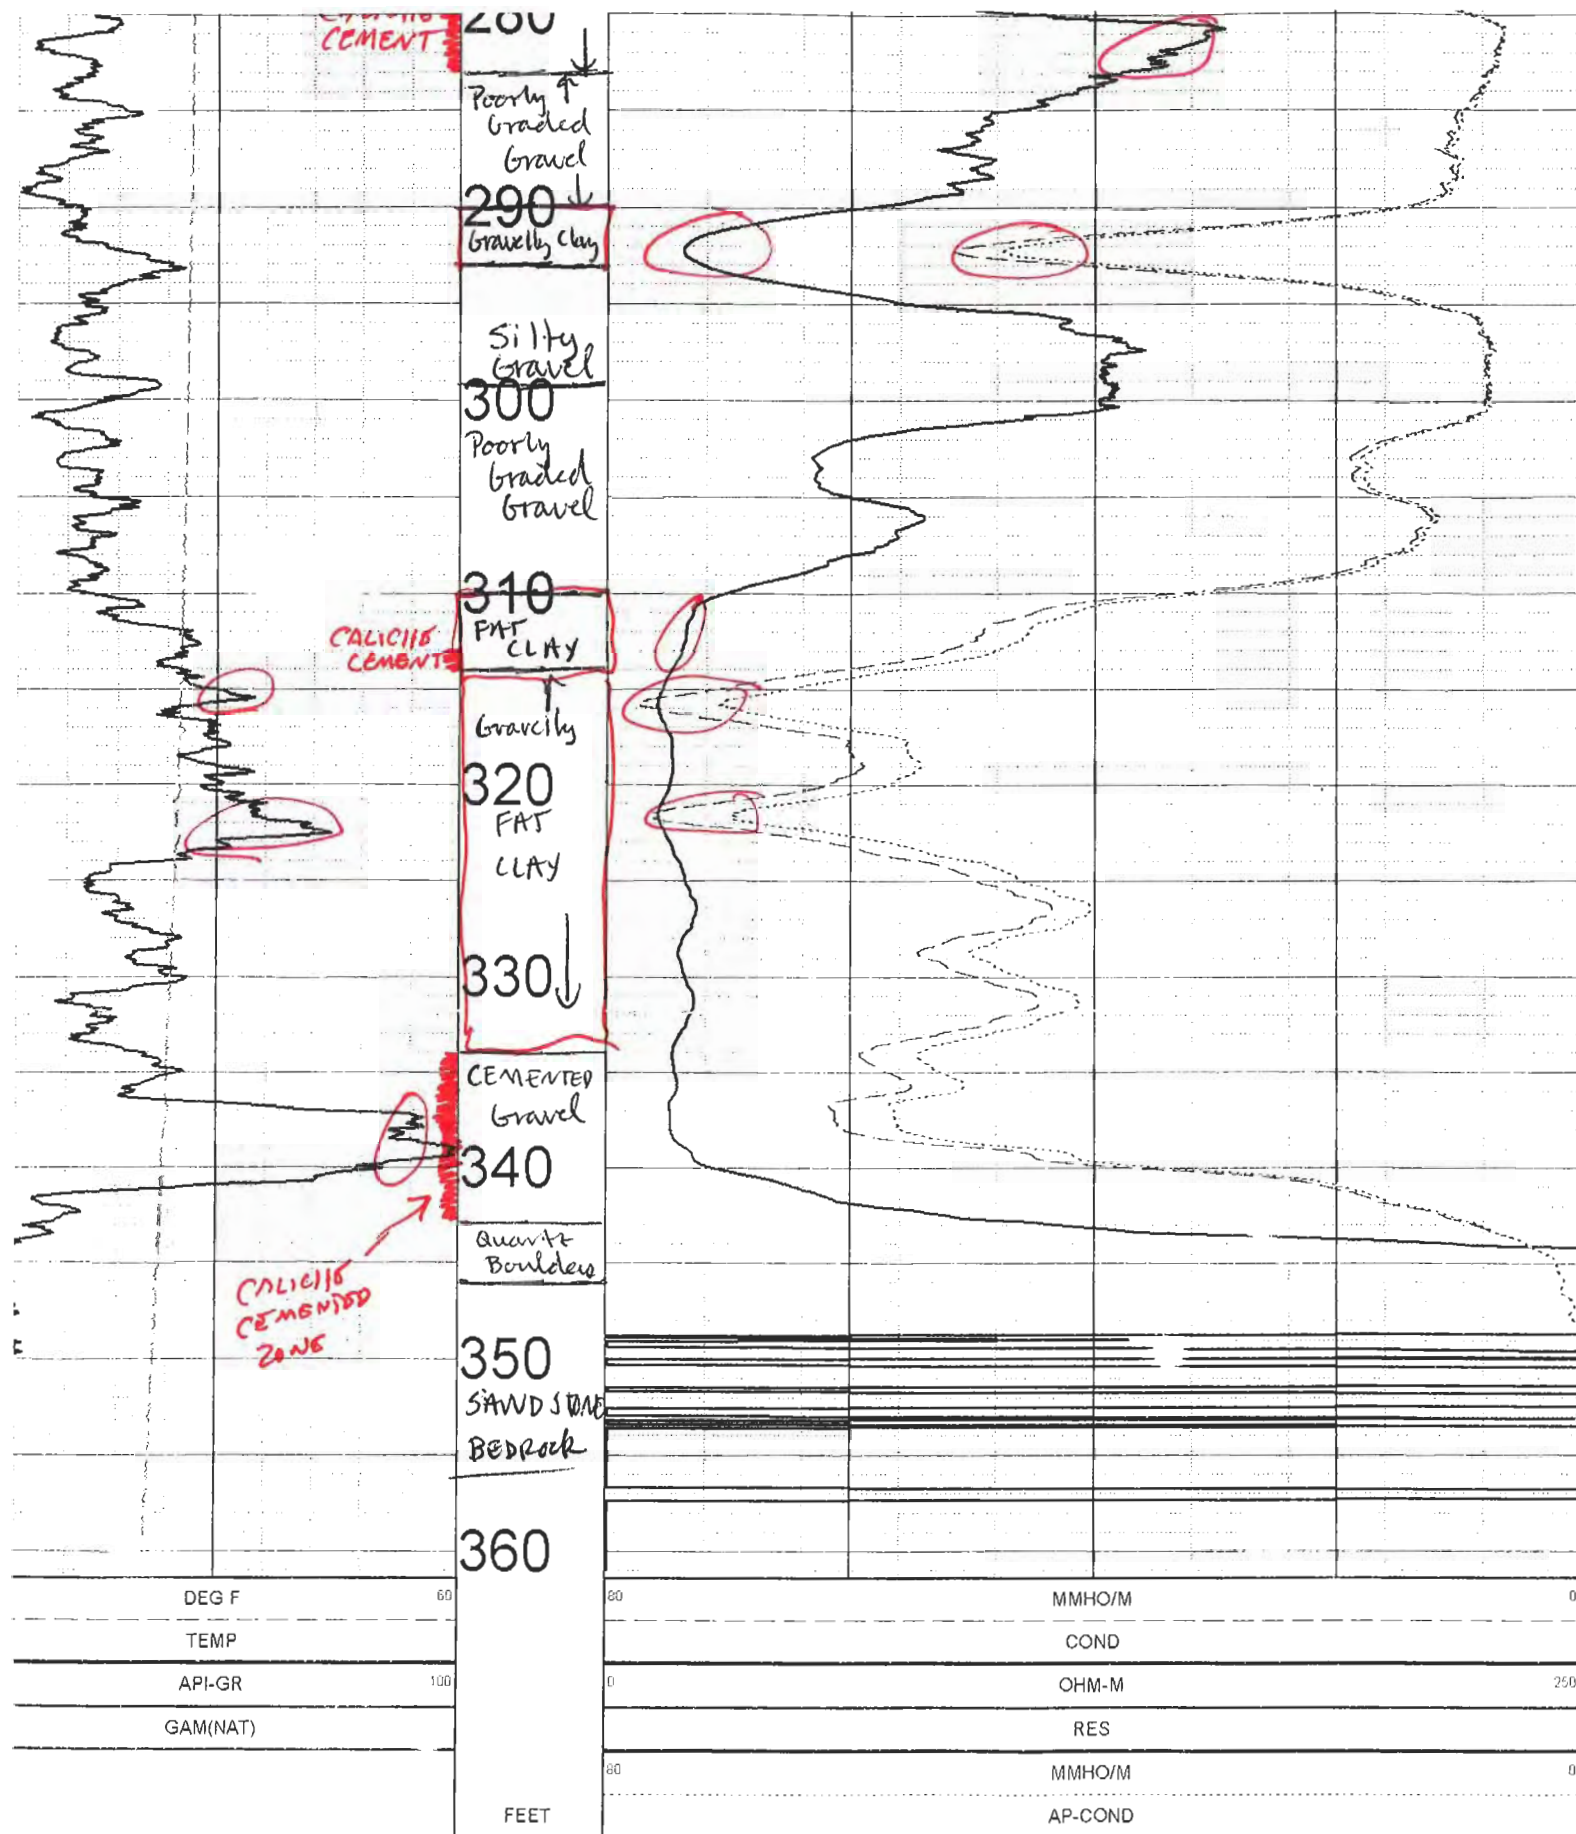 CALICHE
CEMENT
280
Poorly
Graded
Gravel
290
Gravelly Clay
Silty
Gravel
300
Poorly
Graded
Gravel
310
FAT
CLAY
CALICHE
CEMENT
Gravelly
320
FAT
CLAY
330
CEMENTED
Gravel
340
Quartz
Boulders
CALICHE
CEMENTED
ZONE
350
SANDSTONE
BEDROCK
360
DEG F 60
TEMP
API-GR 100
GAM(NAT)
FEET
80 MMHO/M 0
COND
0 OHM-M 250
RES
80 MMHO/M 0
AP-COND